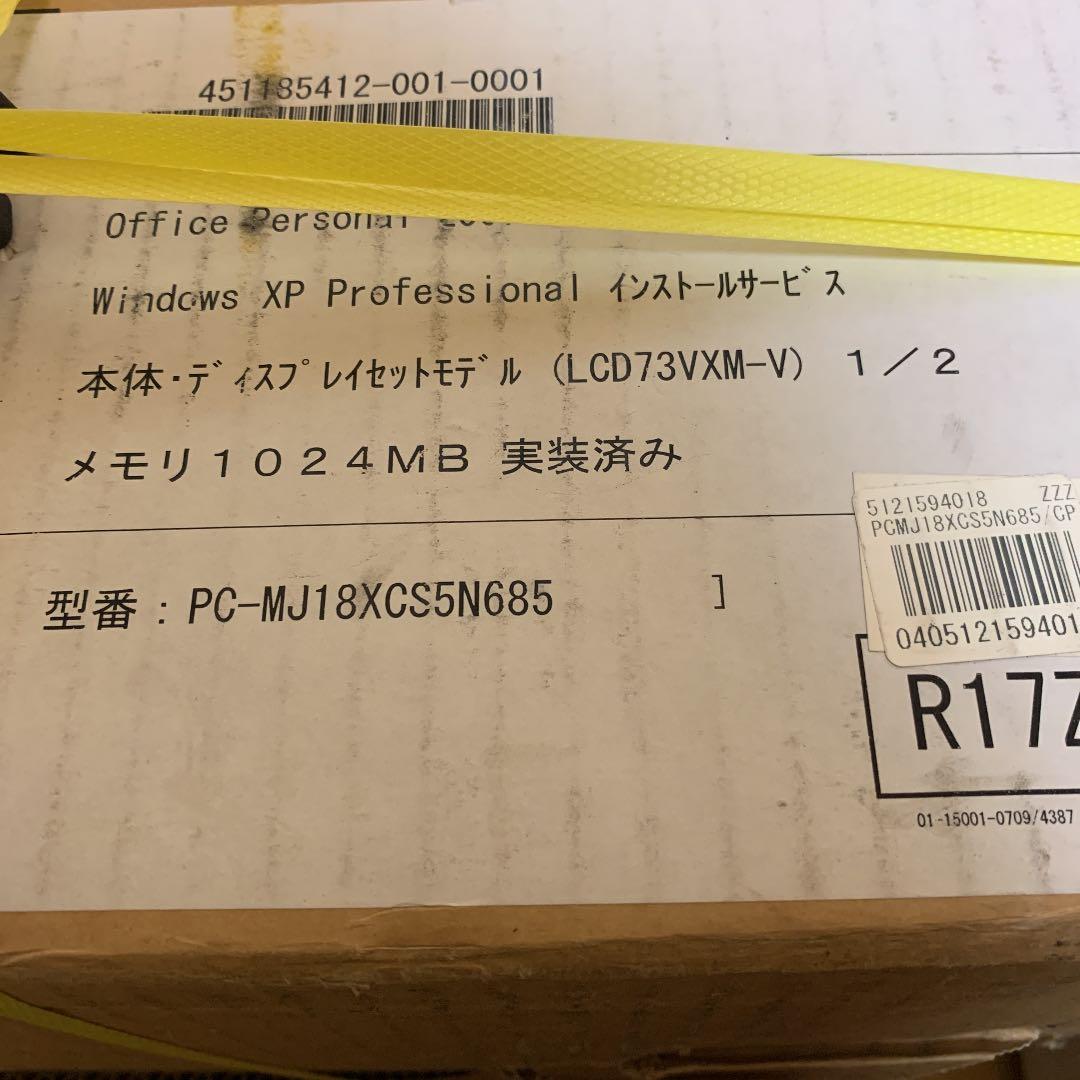 451185412-001-0001
Office Personal
Windows XP Professional インストールサービス
本体・ディスプレイセットモデル (LCD73VXM-V) 1/2
メモリ1024MB 実装済み
5121594018 ZZZ
PCMJ18XCS5N685/CP
040512159401
型番:PC-MJ18XCS5N685 ]
R17Z
01-15001-0709/4387